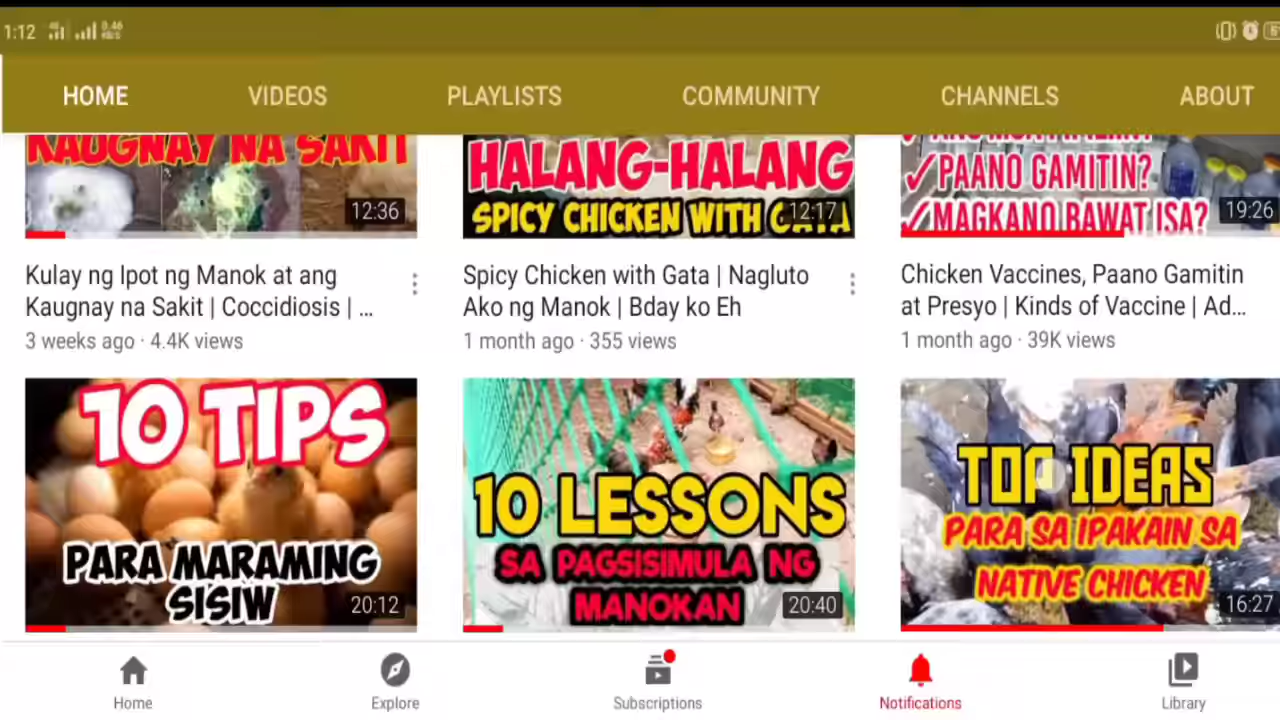 1:12
0.46
HOME VIDEOS PLAYLISTS COMMUNITY CHANNELS ABOUT
KAUGNAY NA SAKIT
12:36
HALANG-HALANG
SPICY CHICKEN WITH GATA
12:17
✓PAANO GAMITIN?
✓MAGKANO BAWAT ISA?
19:26
Kulay ng Ipot ng Manok at ang
Kaugnay na Sakit | Coccidiosis | ...
3 weeks ago · 4.4K views
Spicy Chicken with Gata | Nagluto
Ako ng Manok | Bday ko Eh
1 month ago · 355 views
Chicken Vaccines, Paano Gamitin
at Presyo | Kinds of Vaccine | Ad...
1 month ago · 39K views
10 TIPS
PARA MARAMING
SISIW
20:12
10 LESSONS
SA PAGSISIMULA NG
MANOKAN
20:40
TOP IDEAS
PARA SA IPAKAIN SA
NATIVE CHICKEN
16:27
Home Explore Subscriptions Notifications Library